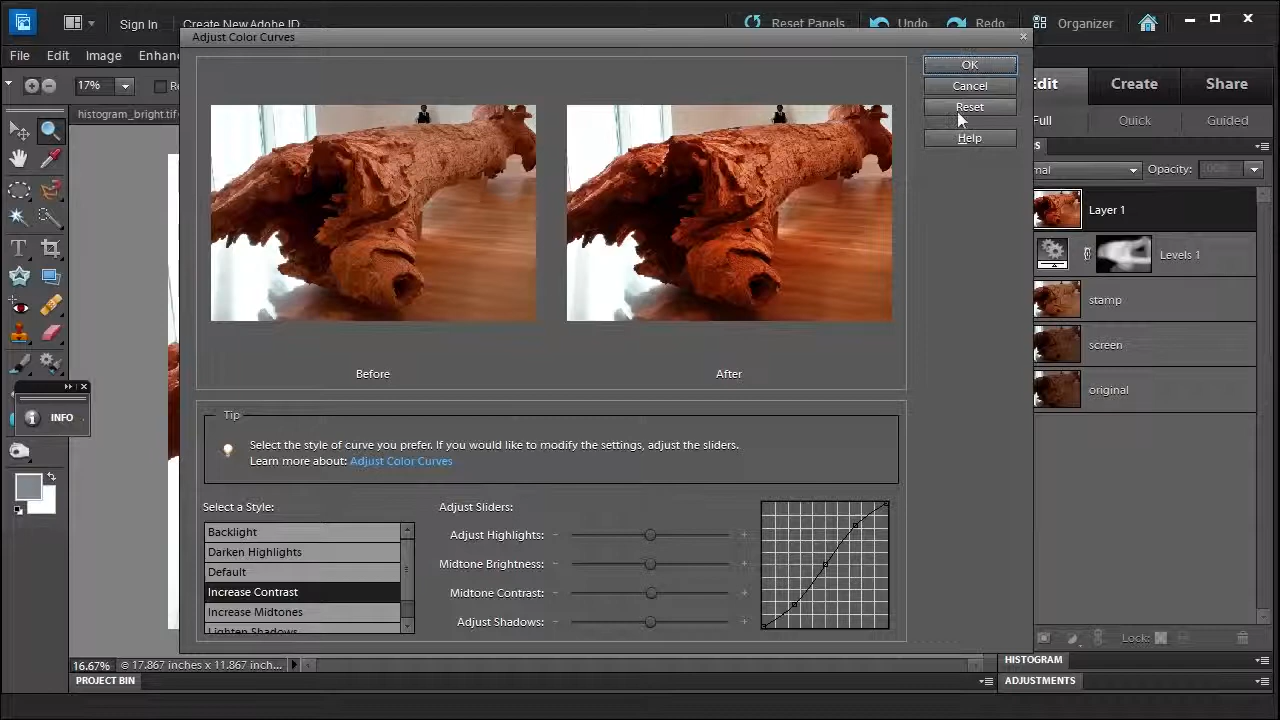 Sign In
Create New Adobe ID
Reset Panels
Undo
Redo
Organizer
File
Edit
Image
Enhan
Adjust Color Curves
OK
Cancel
Reset
Help
Create
Share
Full
Quick
Guided
17%
histogram_bright.tif
Opacity:
Layer 1
Levels 1
stamp
screen
original
Before
After
Tip
Select the style of curve you prefer. If you would like to modify the settings, adjust the sliders.
Learn more about: Adjust Color Curves
INFO
T
Select a Style:
Backlight
Darken Highlights
Default
Increase Contrast
Increase Midtones
Lighten Shadows
Adjust Sliders:
Adjust Highlights: - +
Midtone Brightness: - +
Midtone Contrast: - +
Adjust Shadows: - +
Lock:
16.67%
© 17.867 inches x 11.867 inch...
HISTOGRAM
PROJECT BIN
ADJUSTMENTS